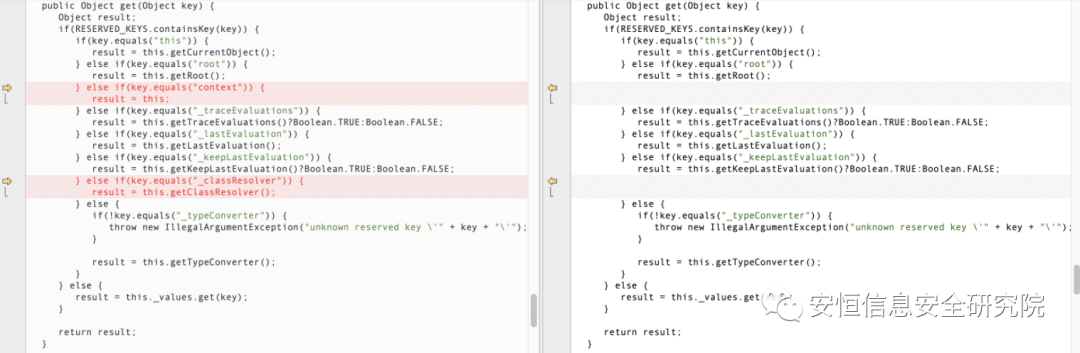 public Object get(Object key) {
    Object result;
    if(RESERVED_KEYS.containsKey(key)) {
        if(key.equals("this")) {
            result = this.getCurrentObject();
        } else if(key.equals("root")) {
            result = this.getRoot();
        } else if(key.equals("context")) {
            result = this;
        } else if(key.equals("_traceEvaluations")) {
            result = this.getTraceEvaluations()?Boolean.TRUE:Boolean.FALSE;
        } else if(key.equals("_lastEvaluation")) {
            result = this.getLastEvaluation();
        } else if(key.equals("_keepLastEvaluation")) {
            result = this.getKeepLastEvaluation()?Boolean.TRUE:Boolean.FALSE;
        } else if(key.equals("_classResolver")) {
            result = this.getClassResolver();
        } else {
            if(!key.equals("_typeConverter")) {
                throw new IllegalArgumentException("unknown reserved key \'" + key + "\'");
            }

            result = this.getTypeConverter();
        }
    } else {
        result = this._values.get(key);
    }

    return result;
}
public Object get(Object key) {
    Object result;
    if(RESERVED_KEYS.containsKey(key)) {
        if(key.equals("this")) {
            result = this.getCurrentObject();
        } else if(key.equals("root")) {
            result = this.getRoot();
        } else if(key.equals("_traceEvaluations")) {
            result = this.getTraceEvaluations()?Boolean.TRUE:Boolean.FALSE;
        } else if(key.equals("_lastEvaluation")) {
            result = this.getLastEvaluation();
        } else if(key.equals("_keepLastEvaluation")) {
            result = this.getKeepLastEvaluation()?Boolean.TRUE:Boolean.FALSE;
        } else {
            if(!key.equals("_typeConverter")) {
                throw new IllegalArgumentException("unknown reserved key \'" + key + "\'");
            }

            result = this.getTypeConverter();
        }
    } else {
        result = this._values.get(key);
    }

    return result;
}
安恒信息安全研究院